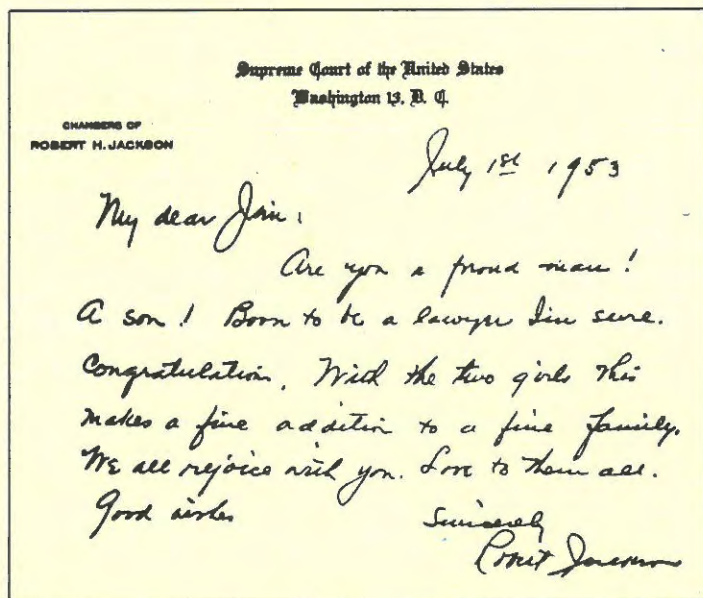 Supreme Court of the United States
Washington 13, D. C.
CHAMBERS OF
ROBERT H. JACKSON
July 1st 1953
My dear Jim:
Are you a proud man!
A son! Born to be a lawyer I'm sure.
Congratulation. With the two girls this
makes a fine addition to a fine family.
We all rejoice with you. Love to them all.
Good wishes
Sincerely
Robert Jackson